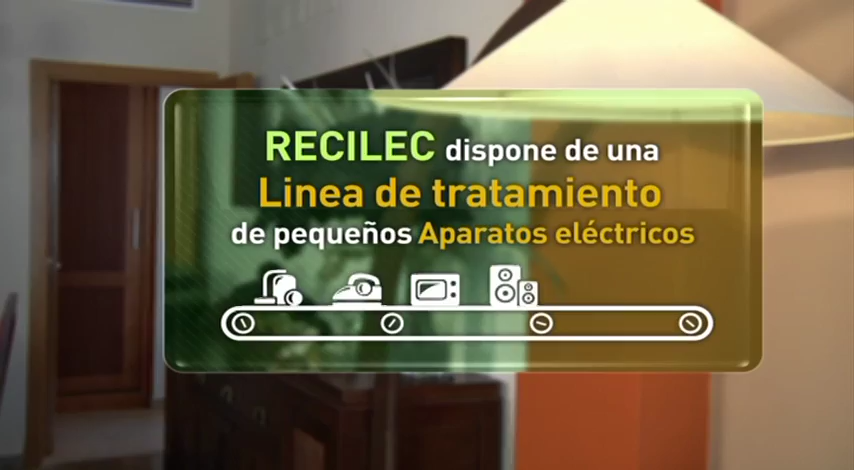 RECILEC dispone de una
Linea de tratamiento
de pequeños Aparatos eléctricos